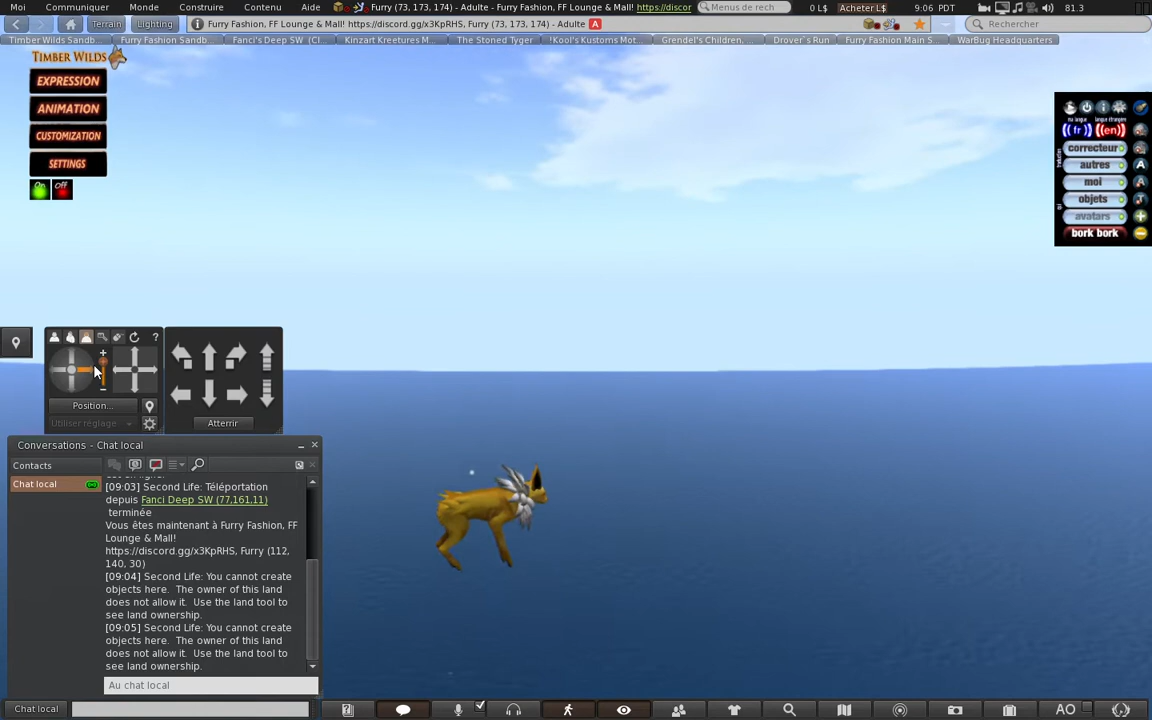 Moi Communiquer Monde Construire Contenu Aide Furry (73, 173, 174) - Adulte - Furry Fashion, FF Lounge & Mall! https://discor Menus de rech 0 L$ Acheter L$ 9:06 PDT 81.3
Terrain Lighting Furry Fashion, FF Lounge & Mall! https://discord.gg/x3KpRHS, Furry (73, 173, 174) - Adulte A Rechercher
Timber Wilds Sandb... Furry Fashion Sandb... Fanci's Deep SW (Cl... Kinzart Kreetures M... The Stoned Tyger !Kool's Kustoms Mot... Grendel's Children, ... Drover`s Run Furry Fashion Main S... WarBug Headquarters
TIMBER WILDS
EXPRESSION
ANIMATION
CUSTOMIZATION
SETTINGS
On Off
ma langue langue étrangère
((fr)) ((en))
correcteur
autres A
moi A
objets
avatars
bork bork
traduction
?
+
−
Position...
Utiliser réglage
Atterrir
Conversations - Chat local
Contacts
Chat local
[09:03] Second Life: Téléportation
depuis Fanci Deep SW (77,161,11)
terminée
Vous êtes maintenant à Furry Fashion, FF
Lounge & Mall!
https://discord.gg/x3KpRHS, Furry (112,
140, 30)
[09:04] Second Life: You cannot create
objects here. The owner of this land
does not allow it. Use the land tool to
see land ownership.
[09:05] Second Life: You cannot create
objects here. The owner of this land
does not allow it. Use the land tool to
see land ownership.
Au chat local
Chat local AO